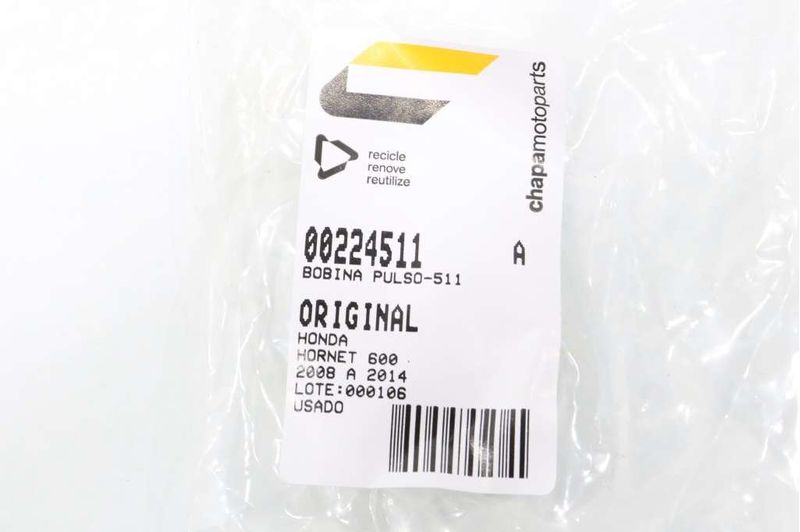 chapamotoparts
recicle
renove
reutilize
00224511 A
BOBINA PULSO-511
ORIGINAL
HONDA
HORNET 600
2008 A 2014
LOTE:000106
USADO